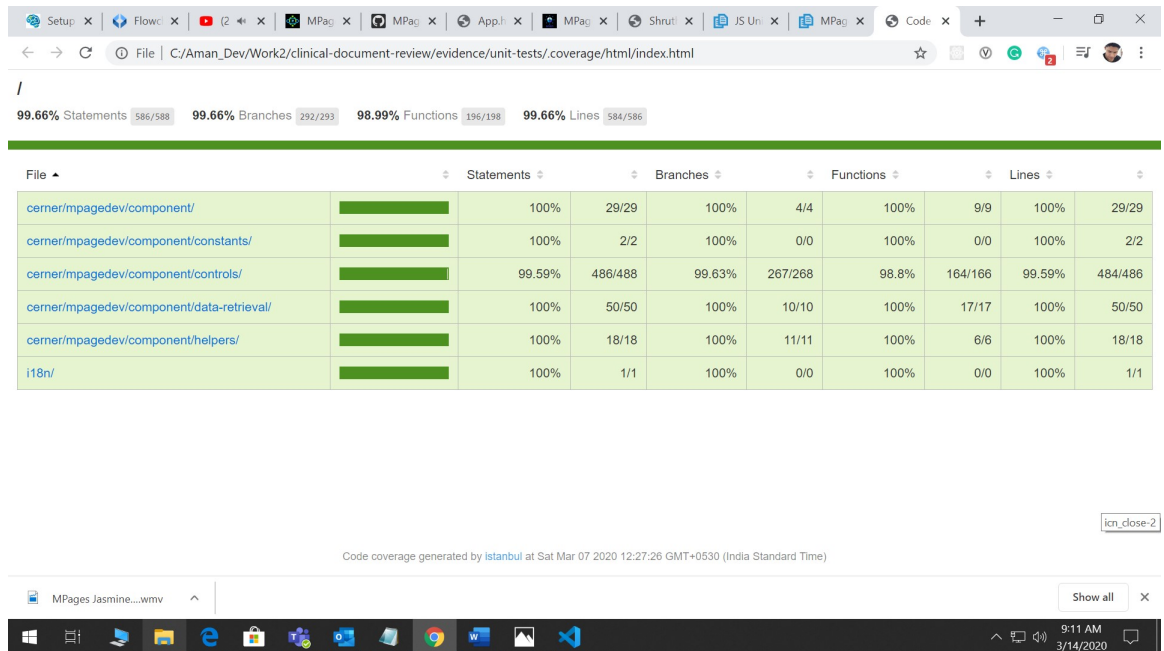 Setup Flowc (2 MPag MPag App.h MPag Shrut JS Un MPag Code
File C:/Aman_Dev/Work2/clinical-document-review/evidence/unit-tests/.coverage/html/index.html
2
/
99.66% Statements 586/588 99.66% Branches 292/293 98.99% Functions 196/198 99.66% Lines 584/586
File Statements Branches Functions Lines
cerner/mpagedev/component/ 100% 29/29 100% 4/4 100% 9/9 100% 29/29
cerner/mpagedev/component/constants/ 100% 2/2 100% 0/0 100% 0/0 100% 2/2
cerner/mpagedev/component/controls/ 99.59% 486/488 99.63% 267/268 98.8% 164/166 99.59% 484/486
cerner/mpagedev/component/data-retrieval/ 100% 50/50 100% 10/10 100% 17/17 100% 50/50
cerner/mpagedev/component/helpers/ 100% 18/18 100% 11/11 100% 6/6 100% 18/18
i18n/ 100% 1/1 100% 0/0 100% 0/0 100% 1/1
icn_close-2
Code coverage generated by istanbul at Sat Mar 07 2020 12:27:26 GMT+0530 (India Standard Time)
MPages Jasmine....wmv Show all
9:11 AM
3/14/2020